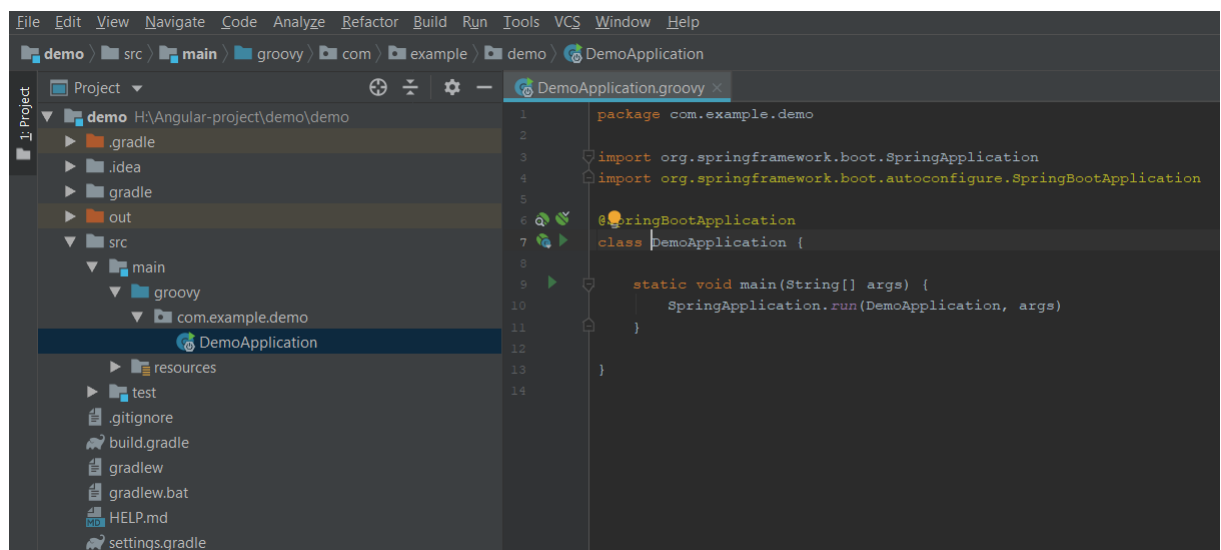 File Edit View Navigate Code Analyze Refactor Build Run Tools VCS Window Help
demo src main groovy com example demo DemoApplication
1: Project
Project
demo H:\Angular-project\demo\demo
.gradle
.idea
gradle
out
src
main
groovy
com.example.demo
DemoApplication
resources
test
.gitignore
build.gradle
gradlew
gradlew.bat
HELP.md
settings.gradle
DemoApplication.groovy
1 package com.example.demo
2
3 import org.springframework.boot.SpringApplication
4 import org.springframework.boot.autoconfigure.SpringBootApplication
5
6 @SpringBootApplication
7 class DemoApplication {
8
9 static void main(String[] args) {
10 SpringApplication.run(DemoApplication, args)
11 }
12
13 }
14